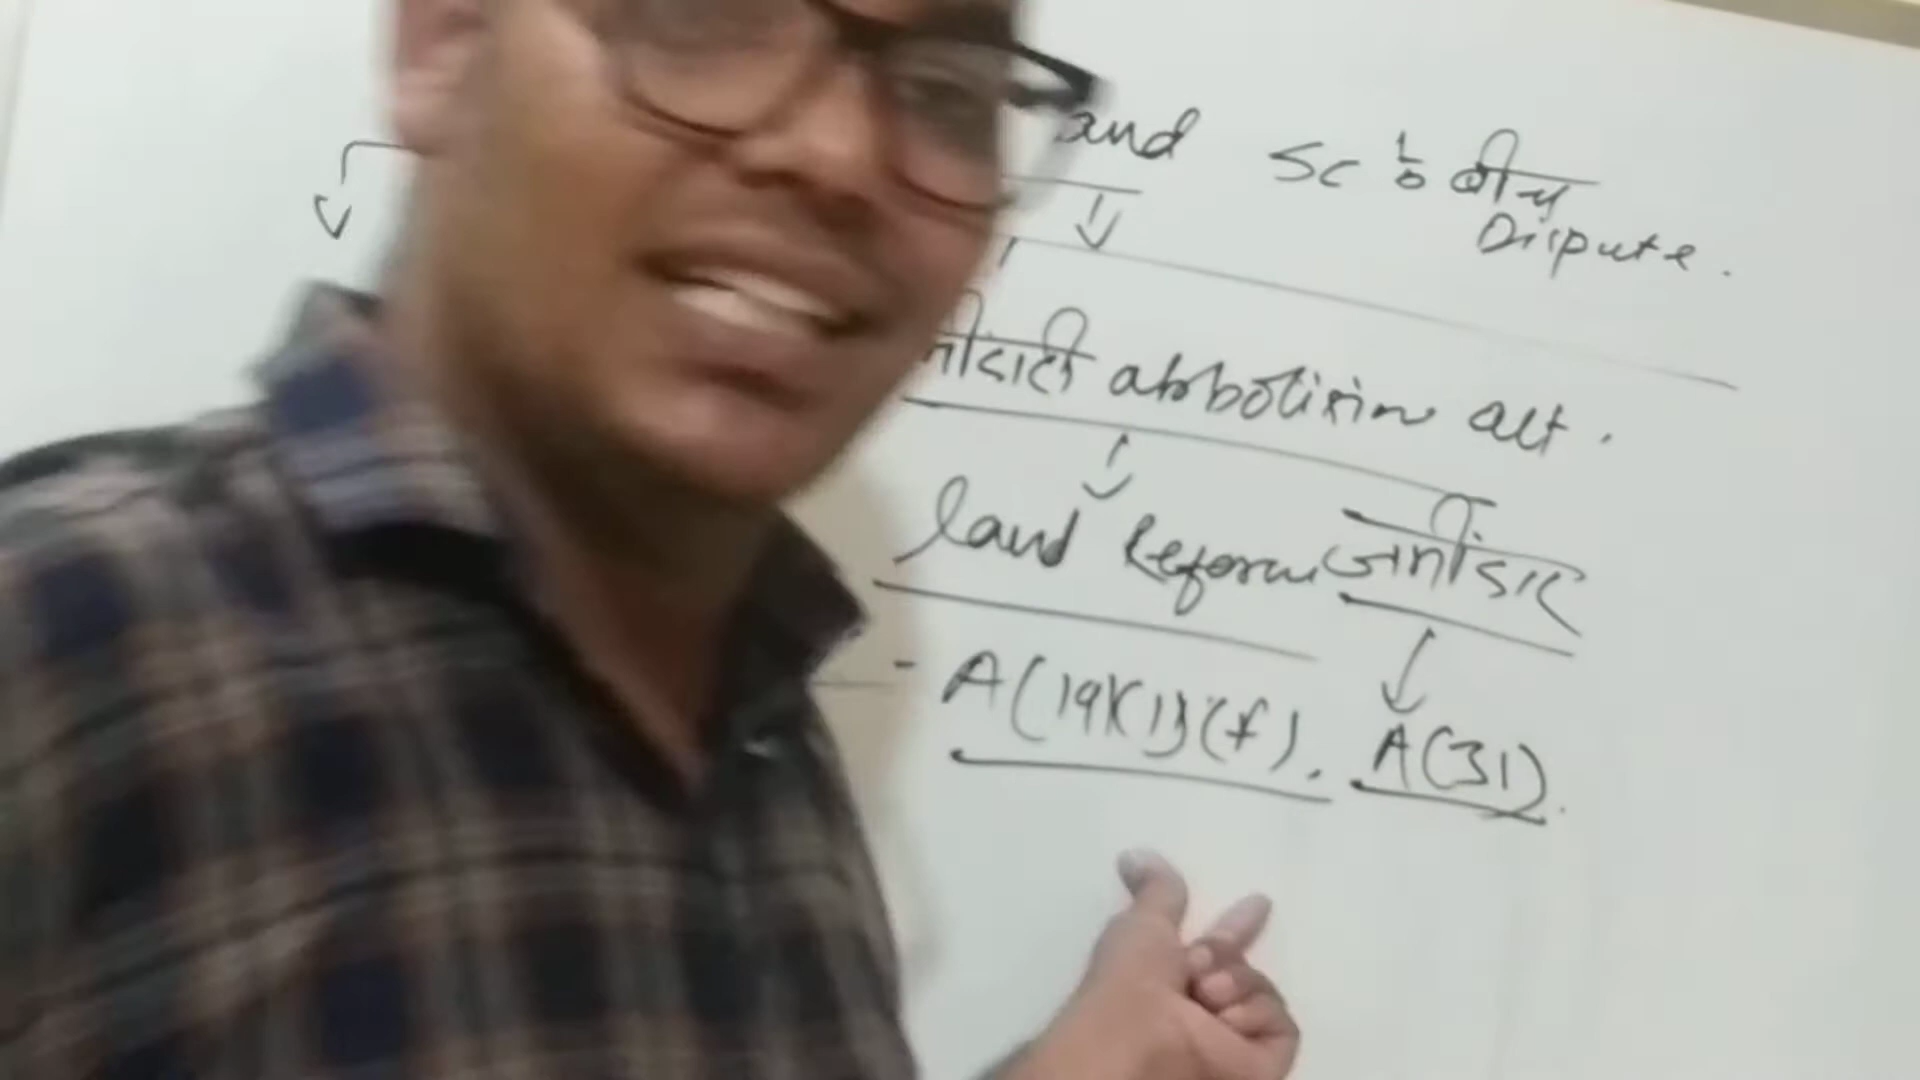 and SC के बीच
Dispute.
abbolition act.
land Reform जमींदार
- A(19)(1)(f). A(31).